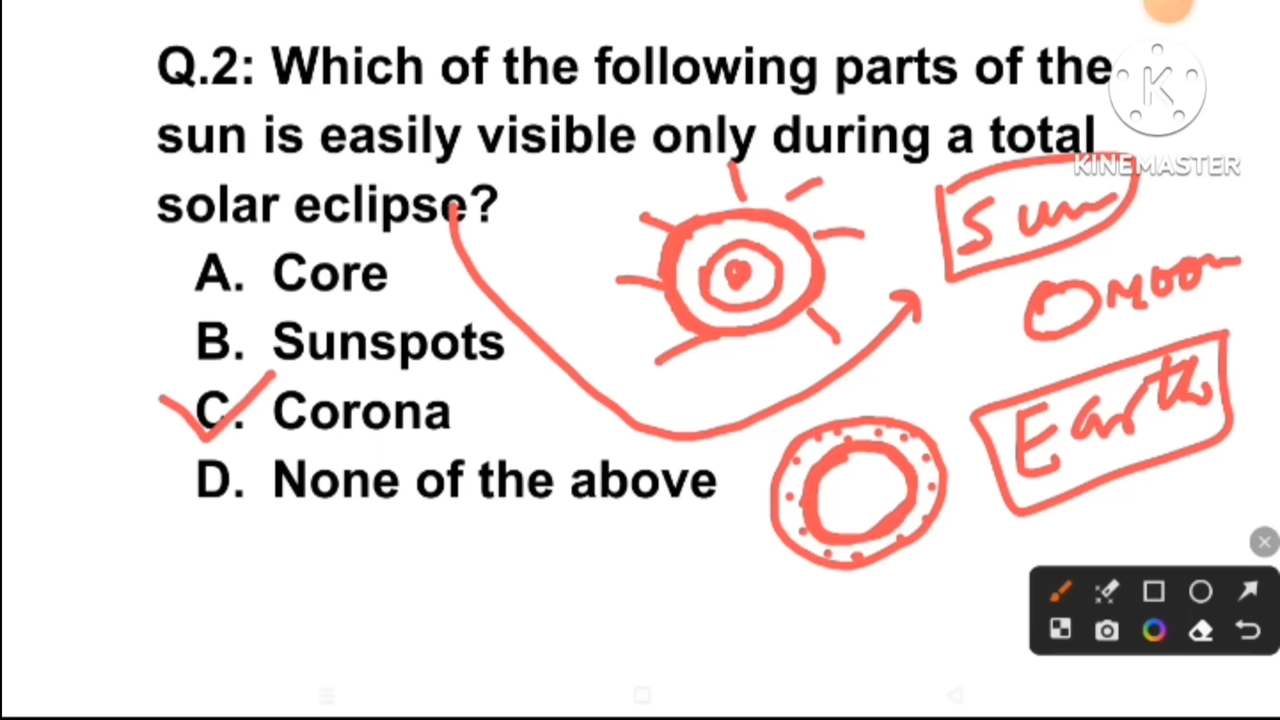 Q.2: Which of the following parts of the
sun is easily visible only during a total
solar eclipse?
A. Core
B. Sunspots
C. Corona
D. None of the above
K
KINEMASTER
Sun
Moon
Earth